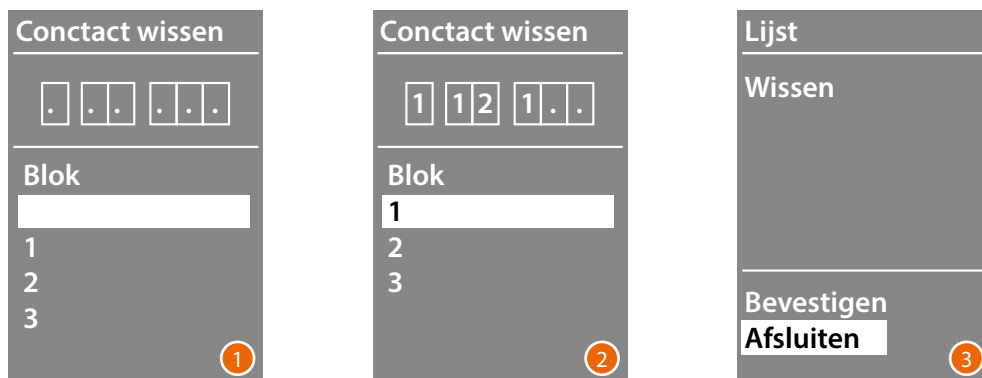 Conctact wissen
. . . . . .
Blok
1
2
3
1
Conctact wissen
1 1 2 1 . .
Blok
1
2
3
2
Lijst
Wissen
Bevestigen
Afsluiten
3